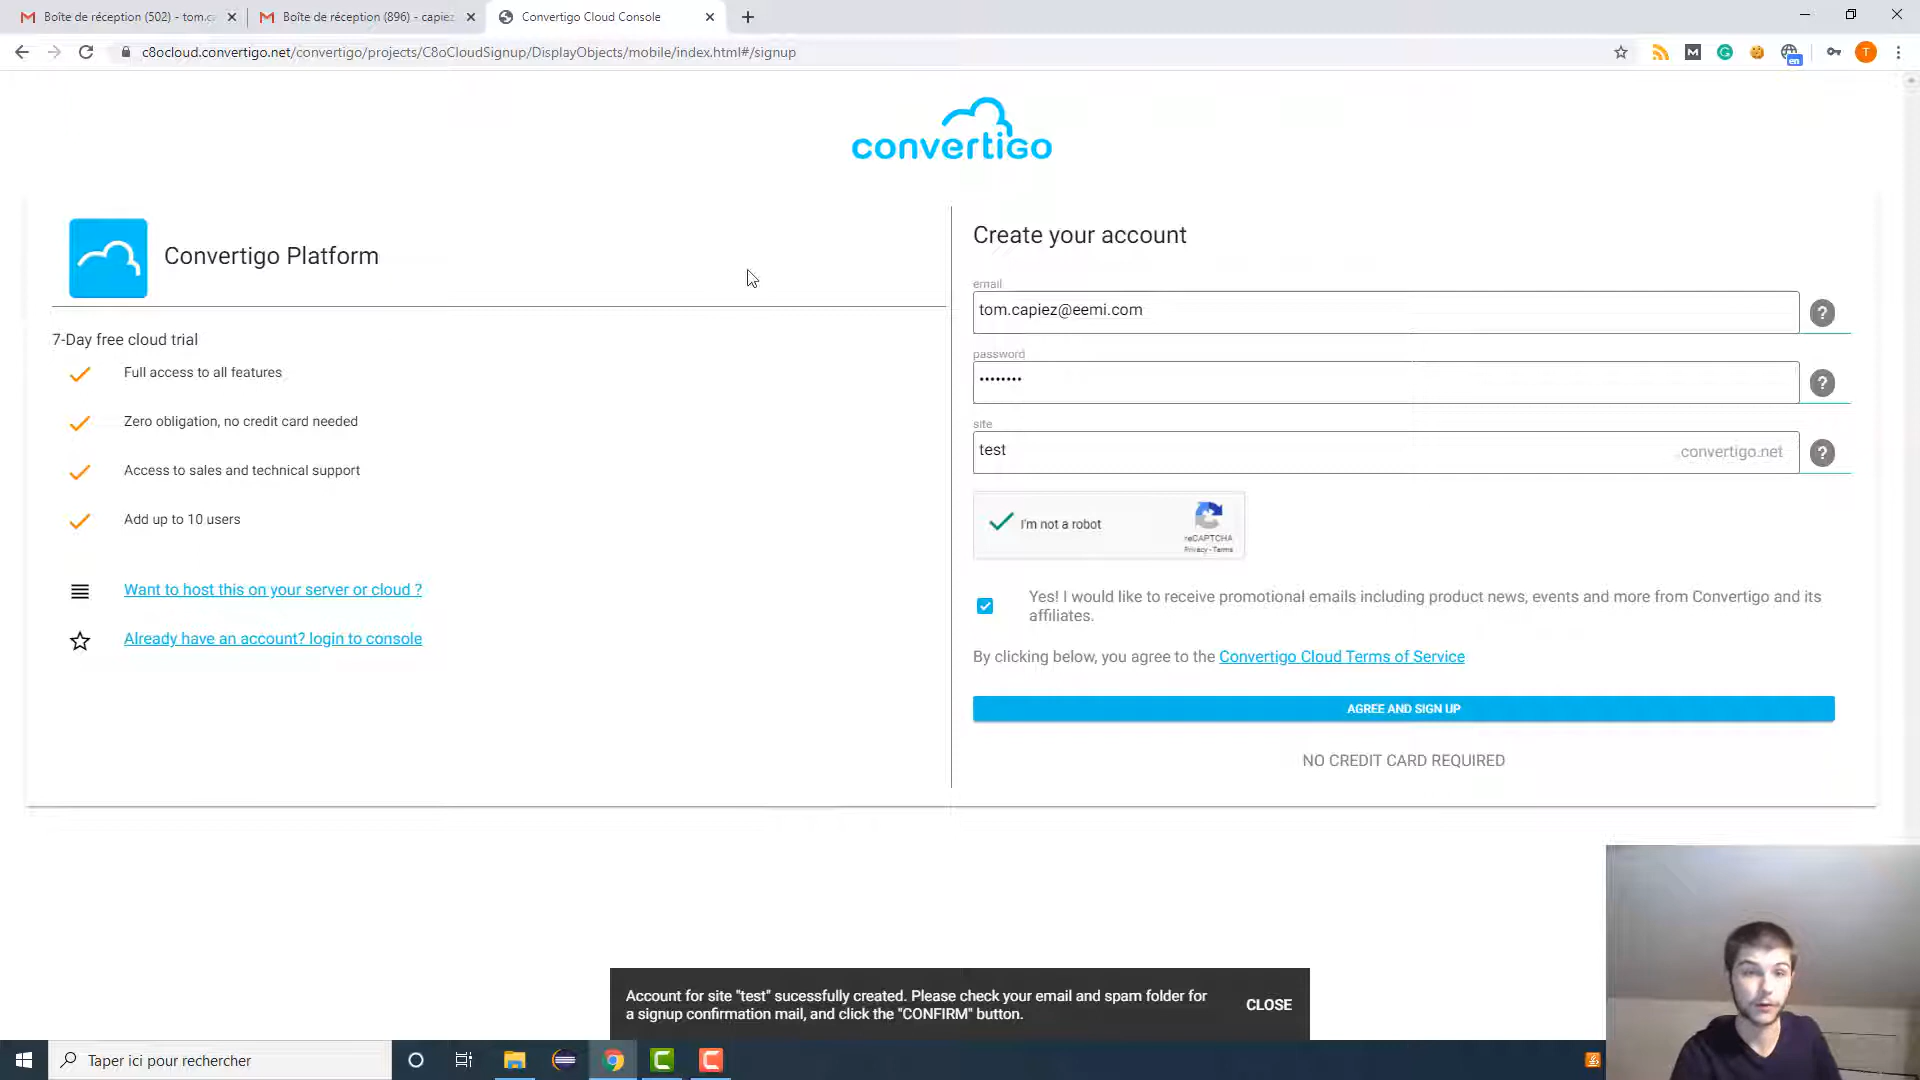 Boîte de réception (502) - tom.c
Boîte de réception (896) - capiez
Convertigo Cloud Console
c8ocloud.convertigo.net/convertigo/projects/C8oCloudSignup/DisplayObjects/mobile/index.html#/signup
M
G
en
T
convertigo
Convertigo Platform
7-Day free cloud trial
Full access to all features
Zero obligation, no credit card needed
Access to sales and technical support
Add up to 10 users
Want to host this on your server or cloud ?
Already have an account? login to console
Create your account
email
tom.capiez@eemi.com
?
password
••••••••
?
site
test
.convertigo.net
?
I'm not a robot
reCAPTCHA
Privacy - Terms
Yes! I would like to receive promotional emails including product news, events and more from Convertigo and its
affiliates.
By clicking below, you agree to the Convertigo Cloud Terms of Service
AGREE AND SIGN UP
NO CREDIT CARD REQUIRED
Account for site "test" sucessfully created. Please check your email and spam folder for
a signup confirmation mail, and click the "CONFIRM" button.
CLOSE
Taper ici pour rechercher